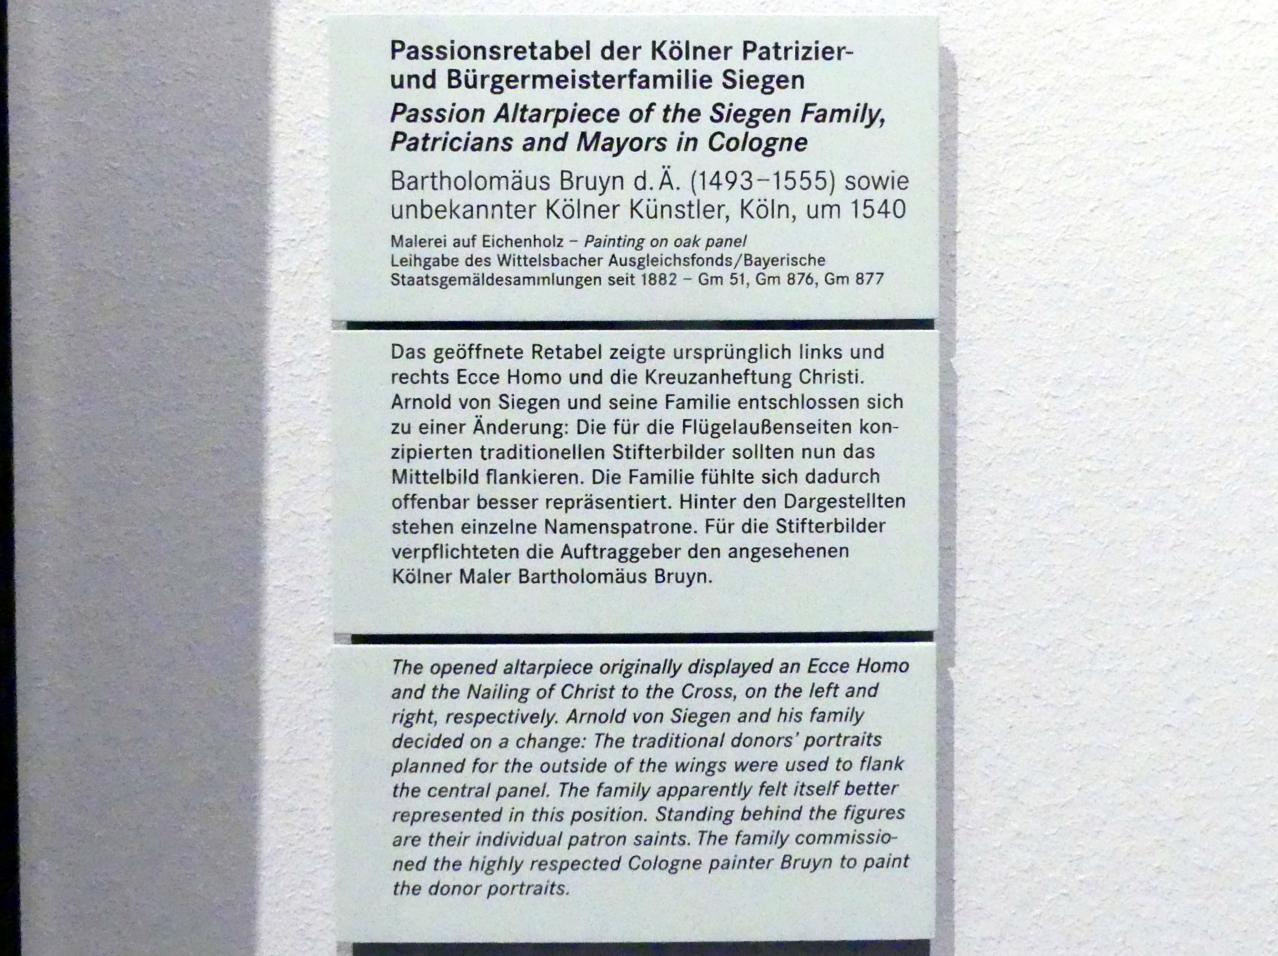 Passionsretabel der Kölner Patrizier-
und Bürgermeisterfamilie Siegen
Passion Altarpiece of the Siegen Family,
Patricians and Mayors in Cologne
Bartholomäus Bruyn d. Ä. (1493–1555) sowie
unbekannter Kölner Künstler, Köln, um 1540
Malerei auf Eichenholz – Painting on oak panel
Leihgabe des Wittelsbacher Ausgleichsfonds/Bayerische
Staatsgemäldesammlungen seit 1882 – Gm 51, Gm 876, Gm 877
Das geöffnete Retabel zeigte ursprünglich links und
rechts Ecce Homo und die Kreuzanheftung Christi.
Arnold von Siegen und seine Familie entschlossen sich
zu einer Änderung: Die für die Flügelaußenseiten kon-
zipierten traditionellen Stifterbilder sollten nun das
Mittelbild flankieren. Die Familie fühlte sich dadurch
offenbar besser repräsentiert. Hinter den Dargestellten
stehen einzelne Namenspatrone. Für die Stifterbilder
verpflichteten die Auftraggeber den angesehenen
Kölner Maler Bartholomäus Bruyn.
The opened altarpiece originally displayed an Ecce Homo
and the Nailing of Christ to the Cross, on the left and
right, respectively. Arnold von Siegen and his family
decided on a change: The traditional donors' portraits
planned for the outside of the wings were used to flank
the central panel. The family apparently felt itself better
represented in this position. Standing behind the figures
are their individual patron saints. The family commissio-
ned the highly respected Cologne painter Bruyn to paint
the donor portraits.